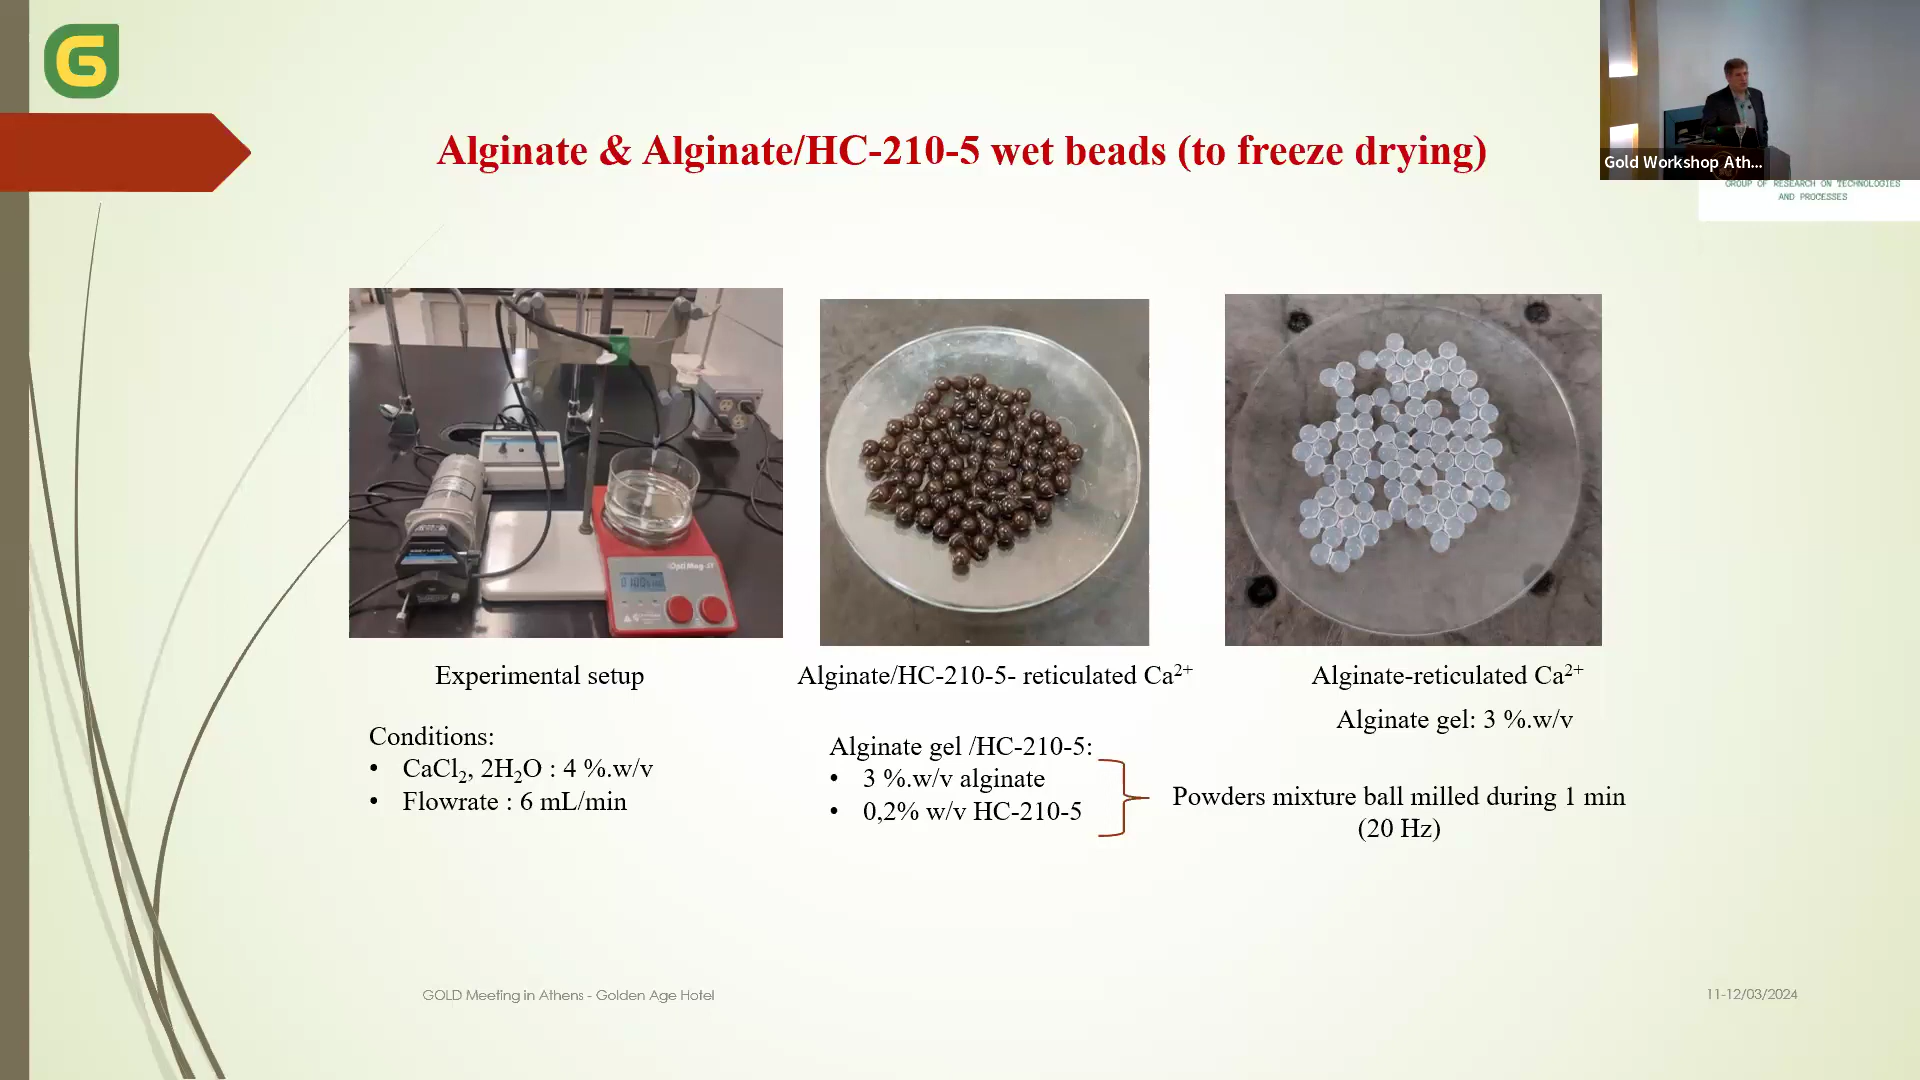 G
Gold Workshop Ath...
GROUP OF RESEARCH ON TECHNOLOGIES
AND PROCESSES
Alginate & Alginate/HC-210-5 wet beads (to freeze drying)
OptiMag-ST
Experimental setup
Alginate/HC-210-5- reticulated Ca²⁺
Alginate-reticulated Ca²⁺
Alginate gel: 3 %.w/v
Conditions:
• CaCl₂, 2H₂O : 4 %.w/v
• Flowrate : 6 mL/min
Alginate gel /HC-210-5:
• 3 %.w/v alginate
• 0,2% w/v HC-210-5
Powders mixture ball milled during 1 min
(20 Hz)
GOLD Meeting in Athens - Golden Age Hotel
11-12/03/2024